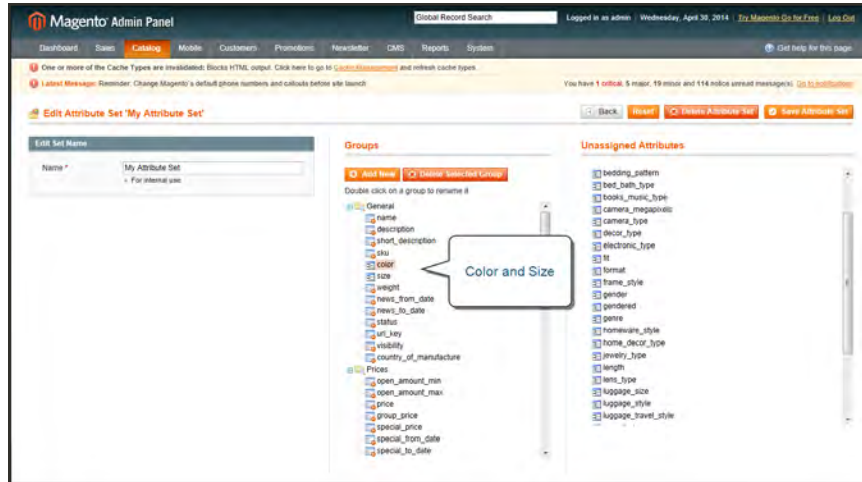 Magento Admin Panel
Global Record Search
Logged in as admin | Wednesday, April 30, 2014 | Try Magento Go for Free | Log Out
Dashboard Sales Catalog Mobile Customers Promotions Newsletter CMS Reports System
Get help for this page
One or more of the Cache Types are invalidated: Blocks HTML output. Click here to go to Cache Management and refresh cache types.
Latest Message: Reminder: Change Magento's default phone numbers and callouts before site launch
You have 1 critical, 5 major, 19 minor and 114 notice unread message(s). Go to notifications
Edit Attribute Set 'My Attribute Set'
Back Reset Delete Attribute Set Save Attribute Set
Edit Set Name
Name *
My Attribute Set
For internal use
Groups
Add New Delete Selected Group
Double click on a group to rename it
General
name
description
short_description
sku
color
size
weight
news_from_date
news_to_date
status
url_key
visibility
country_of_manufacture
Prices
open_amount_min
open_amount_max
price
group_price
special_price
special_from_date
special_to_date
Color and Size
Unassigned Attributes
bedding_pattern
bed_bath_type
books_music_type
camera_megapixels
camera_type
decor_type
electronic_type
fit
format
frame_style
gender
gendered
genre
homeware_style
home_decor_type
jewelry_type
length
lens_type
luggage_size
luggage_style
luggage_travel_style